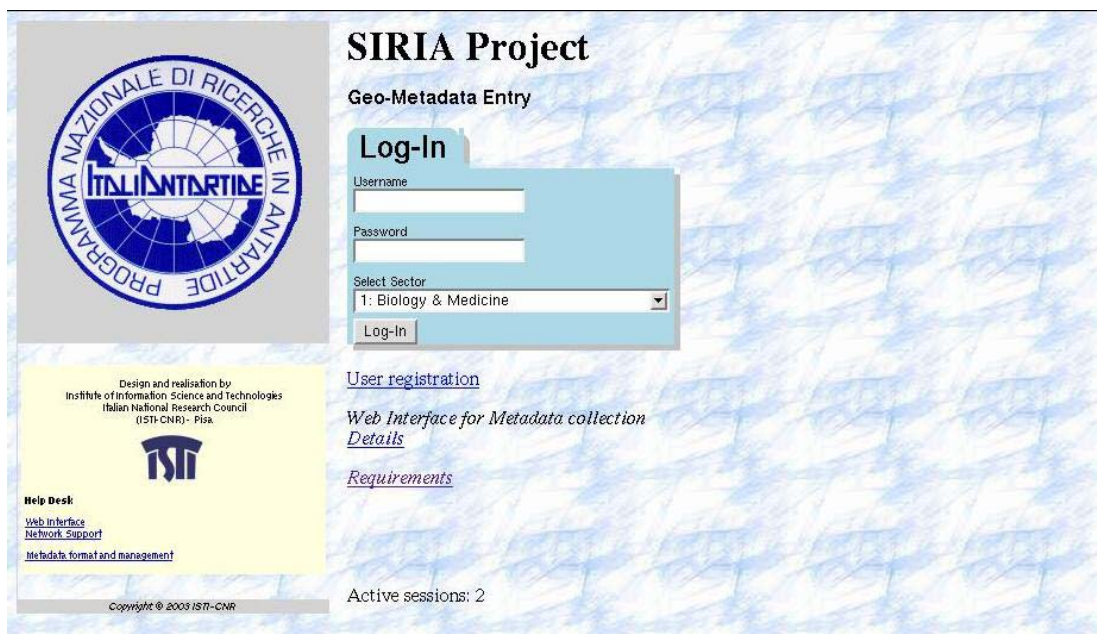 PROGRAMMA NAZIONALE DI RICERCHE IN ANTARTIDE
ITALIANTARTIDE
Design and realisation by
Institute of Information Science and Technologies
Italian National Research Council
(ISTI-CNR) - Pisa
ISTI
Help Desk
Web Interface
Network Support
Metadata format and management
Copyright © 2003 ISTI-CNR
SIRIA Project
Geo-Metadata Entry
Log-In
Username
Password
Select Sector
1: Biology & Medicine
Log-In
User registration
Web Interface for Metadata collection
Details
Requirements
Active sessions: 2